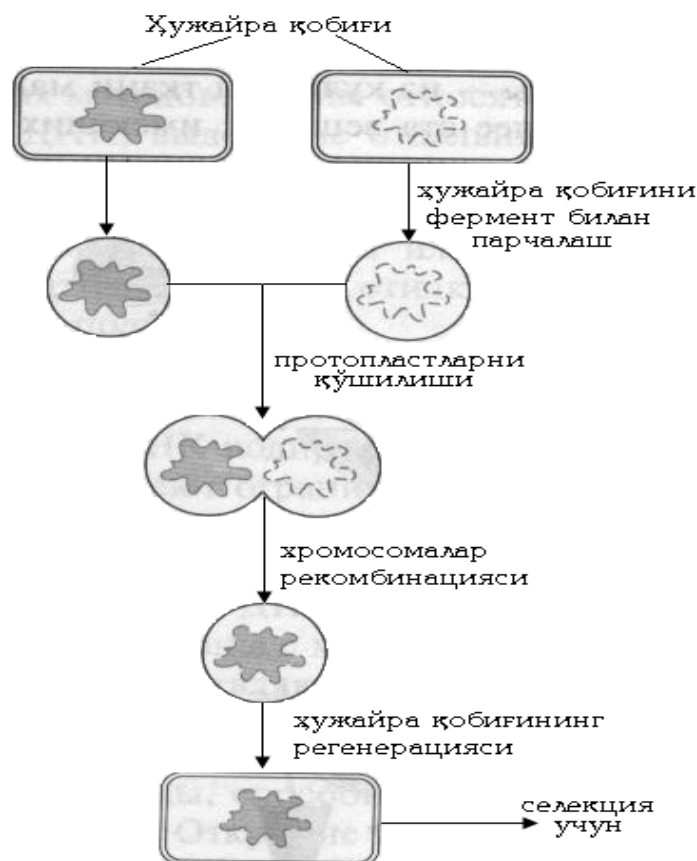 Ҳужайра қобиғи
ҳужайра қобиғини
фермент билан
парчалаш
протопластларни
қўшилиши
хромосомалар
рекомбинацияси
ҳужайра қобиғининг
регенерацияси
селекция
учун